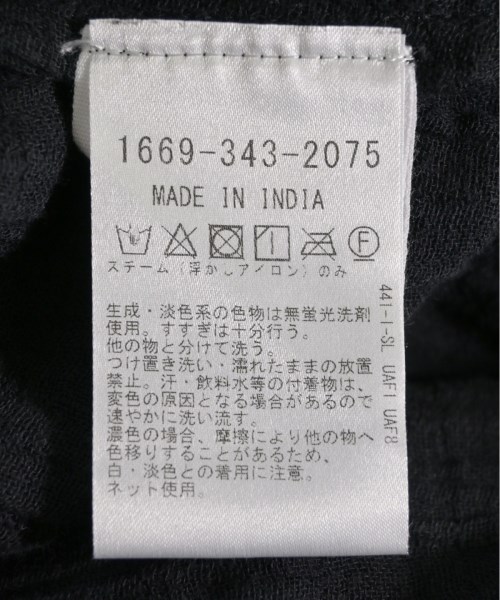 1669-343-2075
MADE IN INDIA
F
スチーム(浮かしアイロン)のみ
生成・淡色系の色物は無蛍光洗剤
使用。すすぎは十分行う。
他の物と分けて洗う。
つけ置き洗い・濡れたままの放置
禁止。汗・飲料水等の付着物は、
変色の原因となる場合があるので
速やかに洗い流す。
濃色の場合、摩擦により他の物へ
色移りすることがあるため、
白・淡色との着用に注意。
ネット使用。
441-I-SL UAF1 UAF8